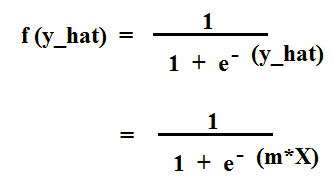 f (y_hat) = 1
1 + e- (y_hat)
= 1
1 + e- (m*X)